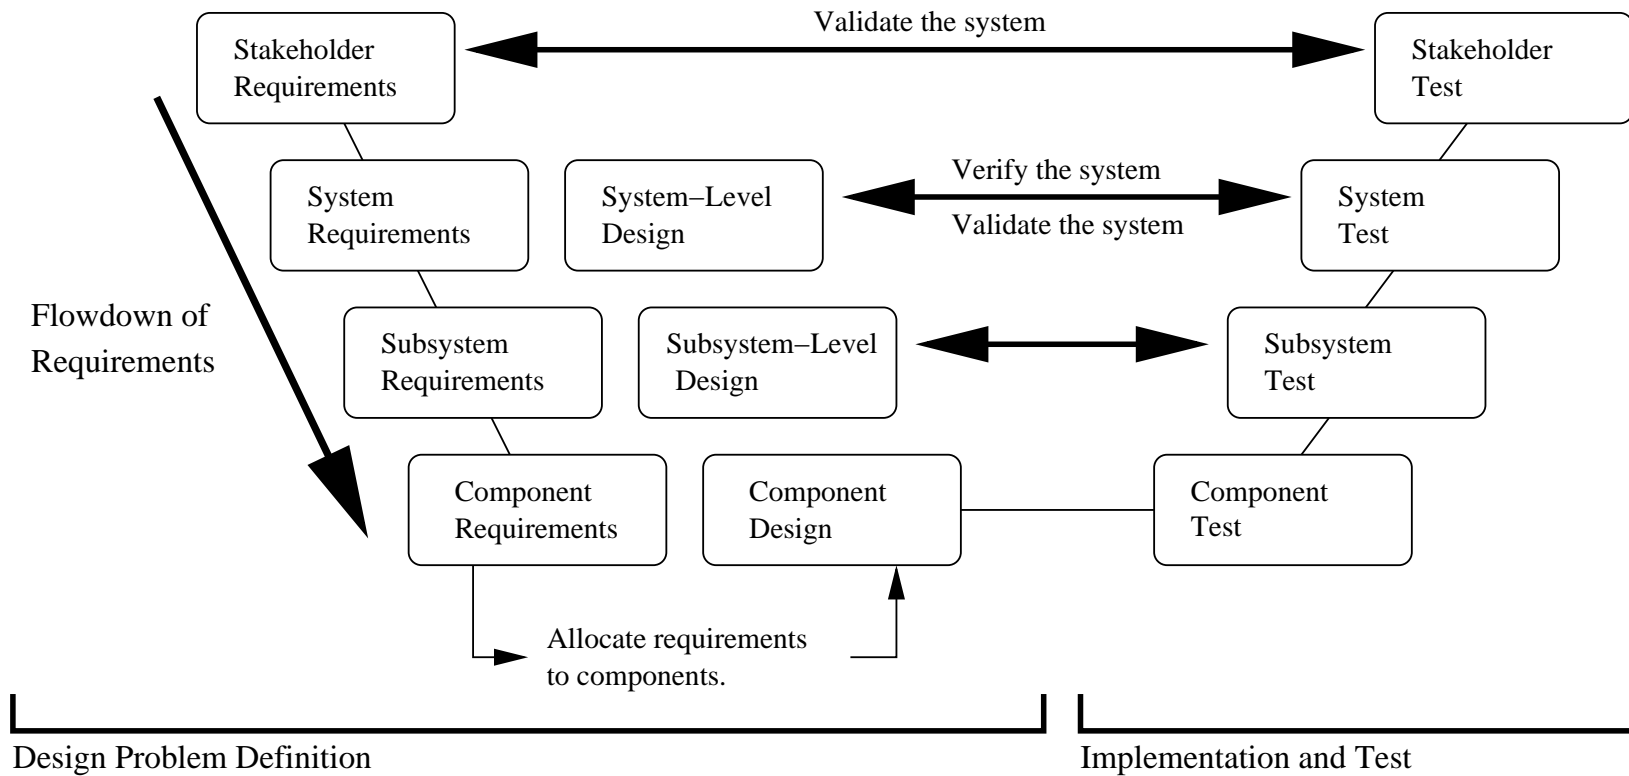 Validate the system
Stakeholder
Requirements
Stakeholder
Test
System
Requirements
System−Level
Design
Verify the system
Validate the system
System
Test
Flowdown of
Requirements
Subsystem
Requirements
Subsystem−Level
Design
Subsystem
Test
Component
Requirements
Component
Design
Component
Test
Allocate requirements
to components.
Design Problem Definition
Implementation and Test